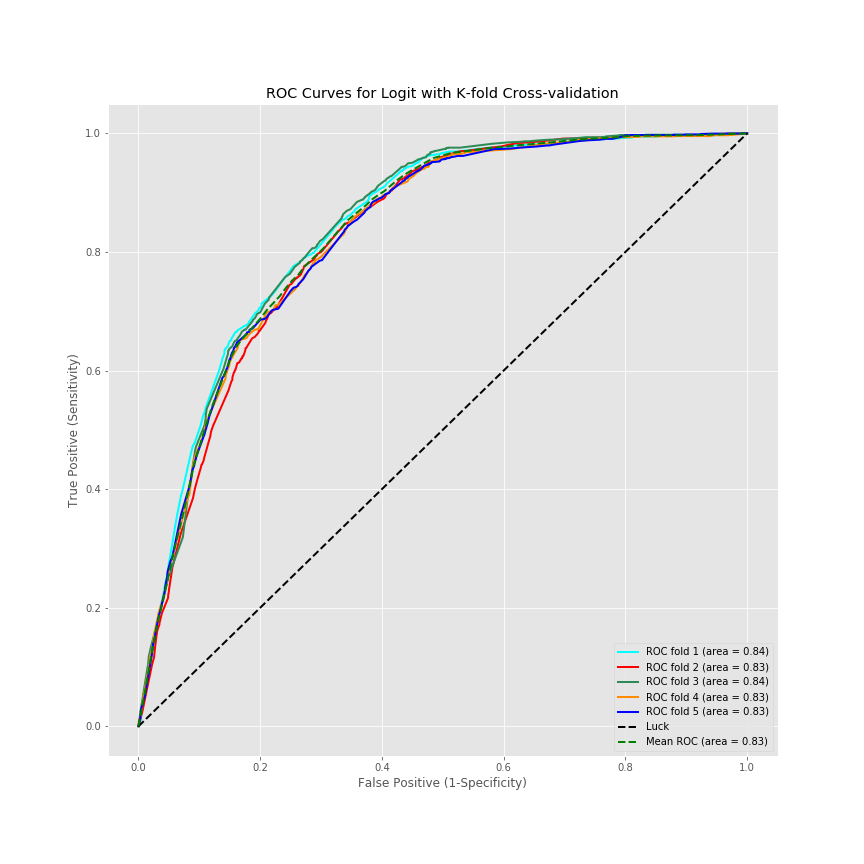 ROC Curves for Logit with K-fold Cross-validation
True Positive (Sensitivity)
1.0
0.8
0.6
0.4
0.2
0.0
ROC fold 1 (area = 0.84)
ROC fold 2 (area = 0.83)
ROC fold 3 (area = 0.84)
ROC fold 4 (area = 0.83)
ROC fold 5 (area = 0.83)
Luck
Mean ROC (area = 0.83)
0.0 0.2 0.4 0.6 0.8 1.0
False Positive (1-Specificity)